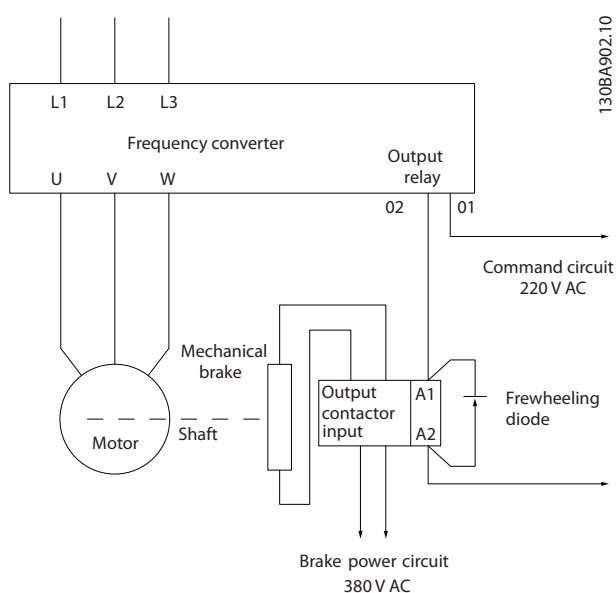 130BA902.10
L1 L2 L3
Frequency converter
U V W
Output
relay
02 01
Command circuit
220 V AC
Mechanical
brake
Output
contactor
input
A1
A2
Frewheeling
diode
Motor
Shaft
Brake power circuit
380 V AC